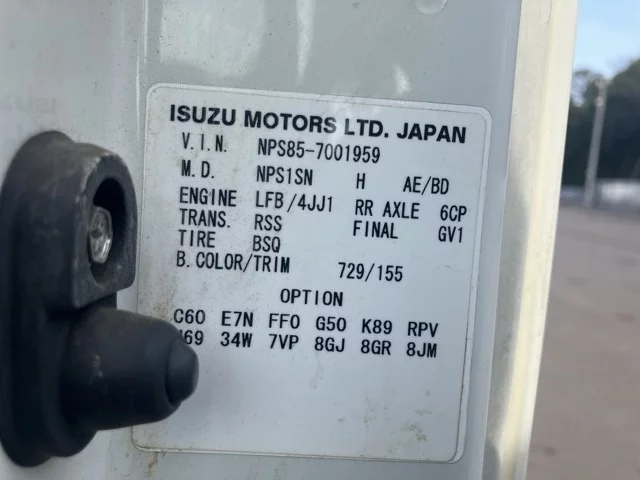 ISUZU MOTORS LTD. JAPAN
V.I.N. NPS85-7001959
M.D. NPS1SN H AE/BD
ENGINE LFB/4JJ1 RR AXLE 6CP
TRANS. RSS FINAL GV1
TIRE BSQ
B.COLOR/TRIM 729/155
OPTION
C60 E7N FF0 G50 K89 RPV
34W 7VP 8GJ 8GR 8JM